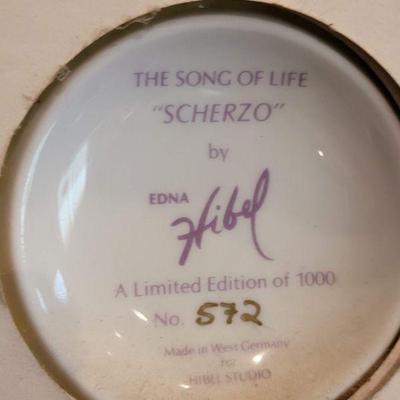 THE SONG OF LIFE
"SCHERZO"
by
EDNA Hibel
A Limited Edition of 1000
No. 572
Made in West Germany
for
HIBEL STUDIO